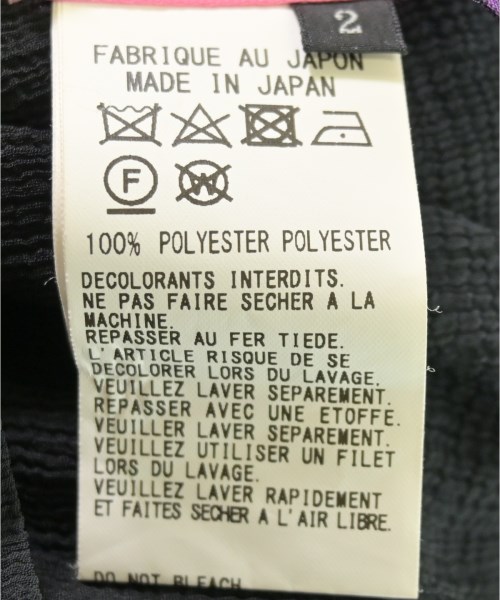 2
FABRIQUE AU JAPON
MADE IN JAPAN
F
W
100% POLYESTER POLYESTER
DECOLORANTS INTERDITS.
NE PAS FAIRE SECHER A LA
MACHINE.
REPASSER AU FER TIEDE.
L'ARTICLE RISQUE DE SE
DECOLORER LORS DU LAVAGE.
VEUILLEZ LAVER SEPAREMENT.
REPASSER AVEC UNE ETOFFE.
VEUILLER LAVER SEPAREMENT.
VEUILLEZ UTILISER UN FILET
LORS DU LAVAGE.
VEUILLEZ LAVER RAPIDEMENT
ET FAITES SECHER A L'AIR LIBRE.
DO NOT BLEACH